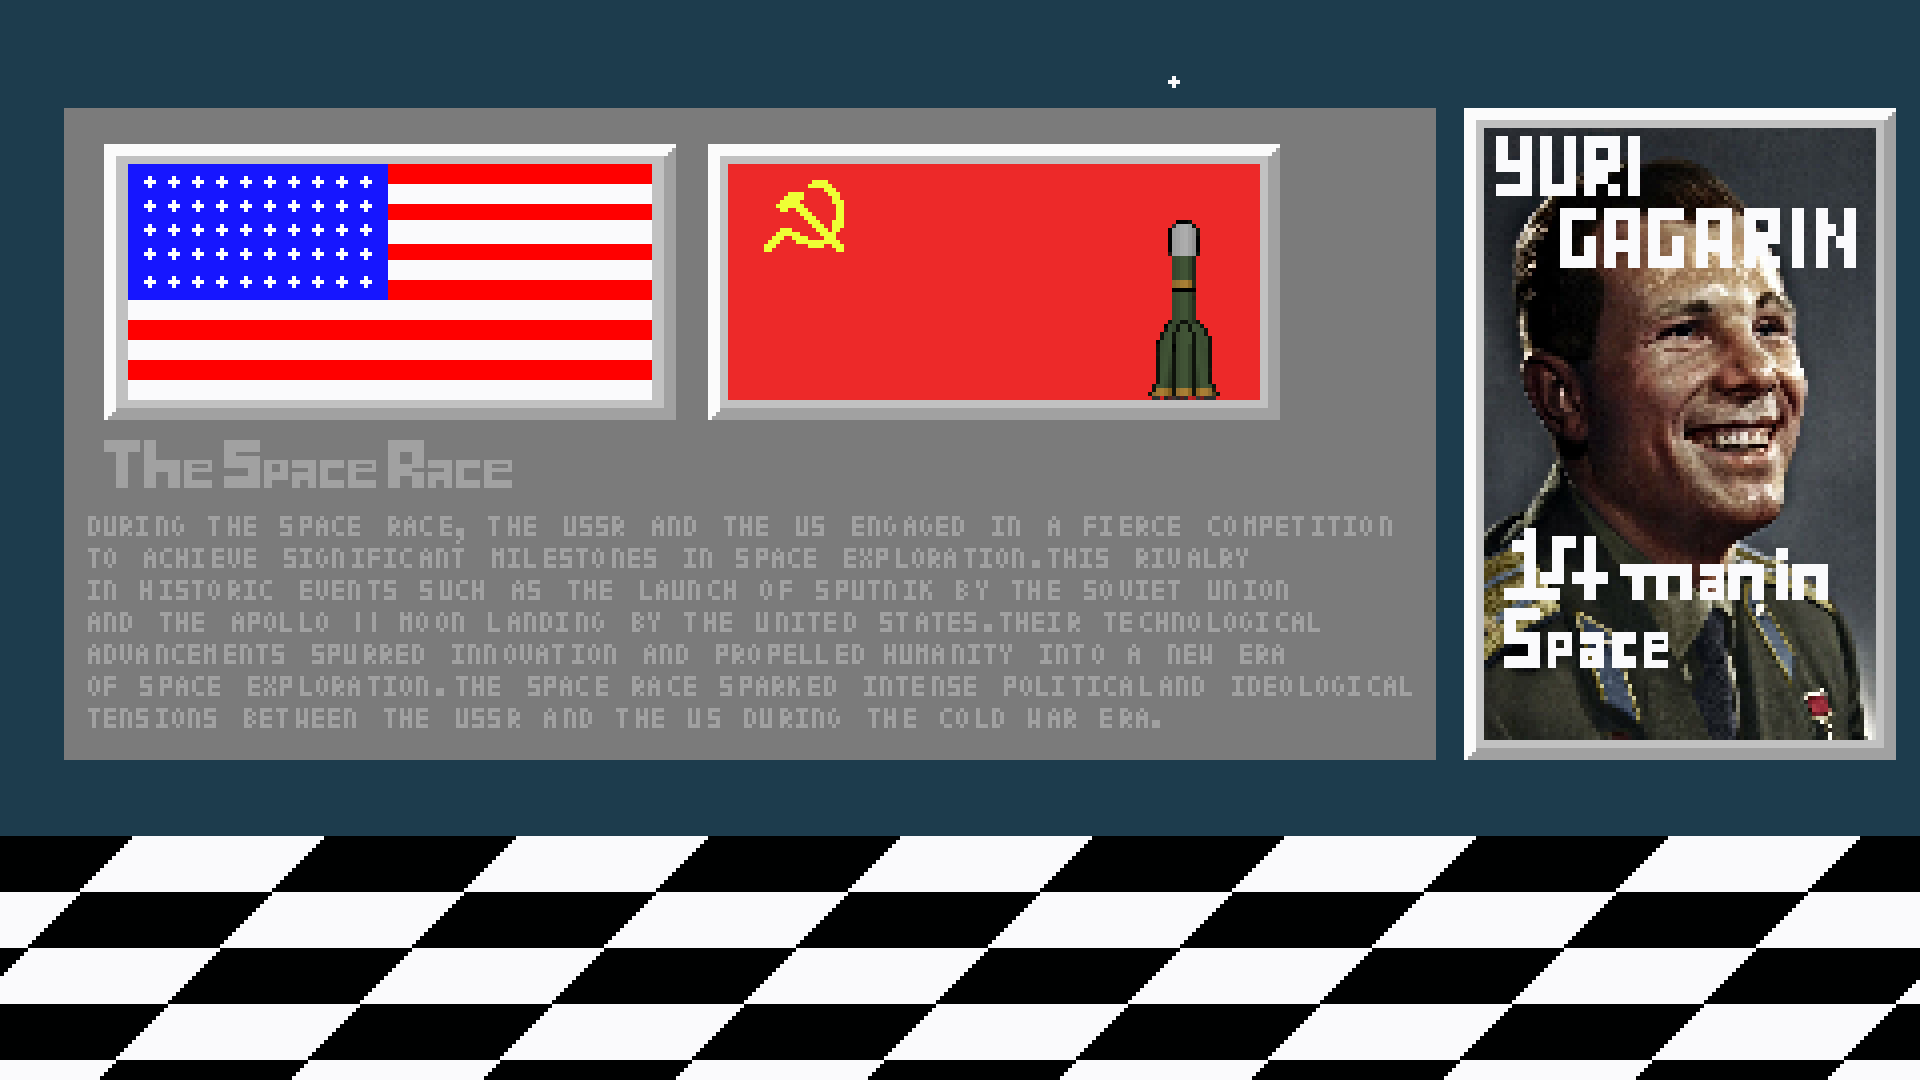 The Space Race
DURING THE SPACE RACE, THE USSR AND THE US ENGAGED IN A FIERCE COMPETITION
TO ACHIEVE SIGNIFICANT MILESTONES IN SPACE EXPLORATION.THIS RIVALRY
IN HISTORIC EVENTS SUCH AS THE LAUNCH OF SPUTNIK BY THE SOVIET UNION
AND THE APOLLO 11 MOON LANDING BY THE UNITED STATES.THEIR TECHNOLOGICAL
ADVANCEMENTS SPURRED INNOVATION AND PROPELLED HUMANITY INTO A NEW ERA
OF SPACE EXPLORATION.THE SPACE RACE SPARKED INTENSE POLITICALAND IDEOLOGICAL
TENSIONS BETWEEN THE USSR AND THE US DURING THE COLD WAR ERA.
YURI
GAGARIN
1st man in
Space